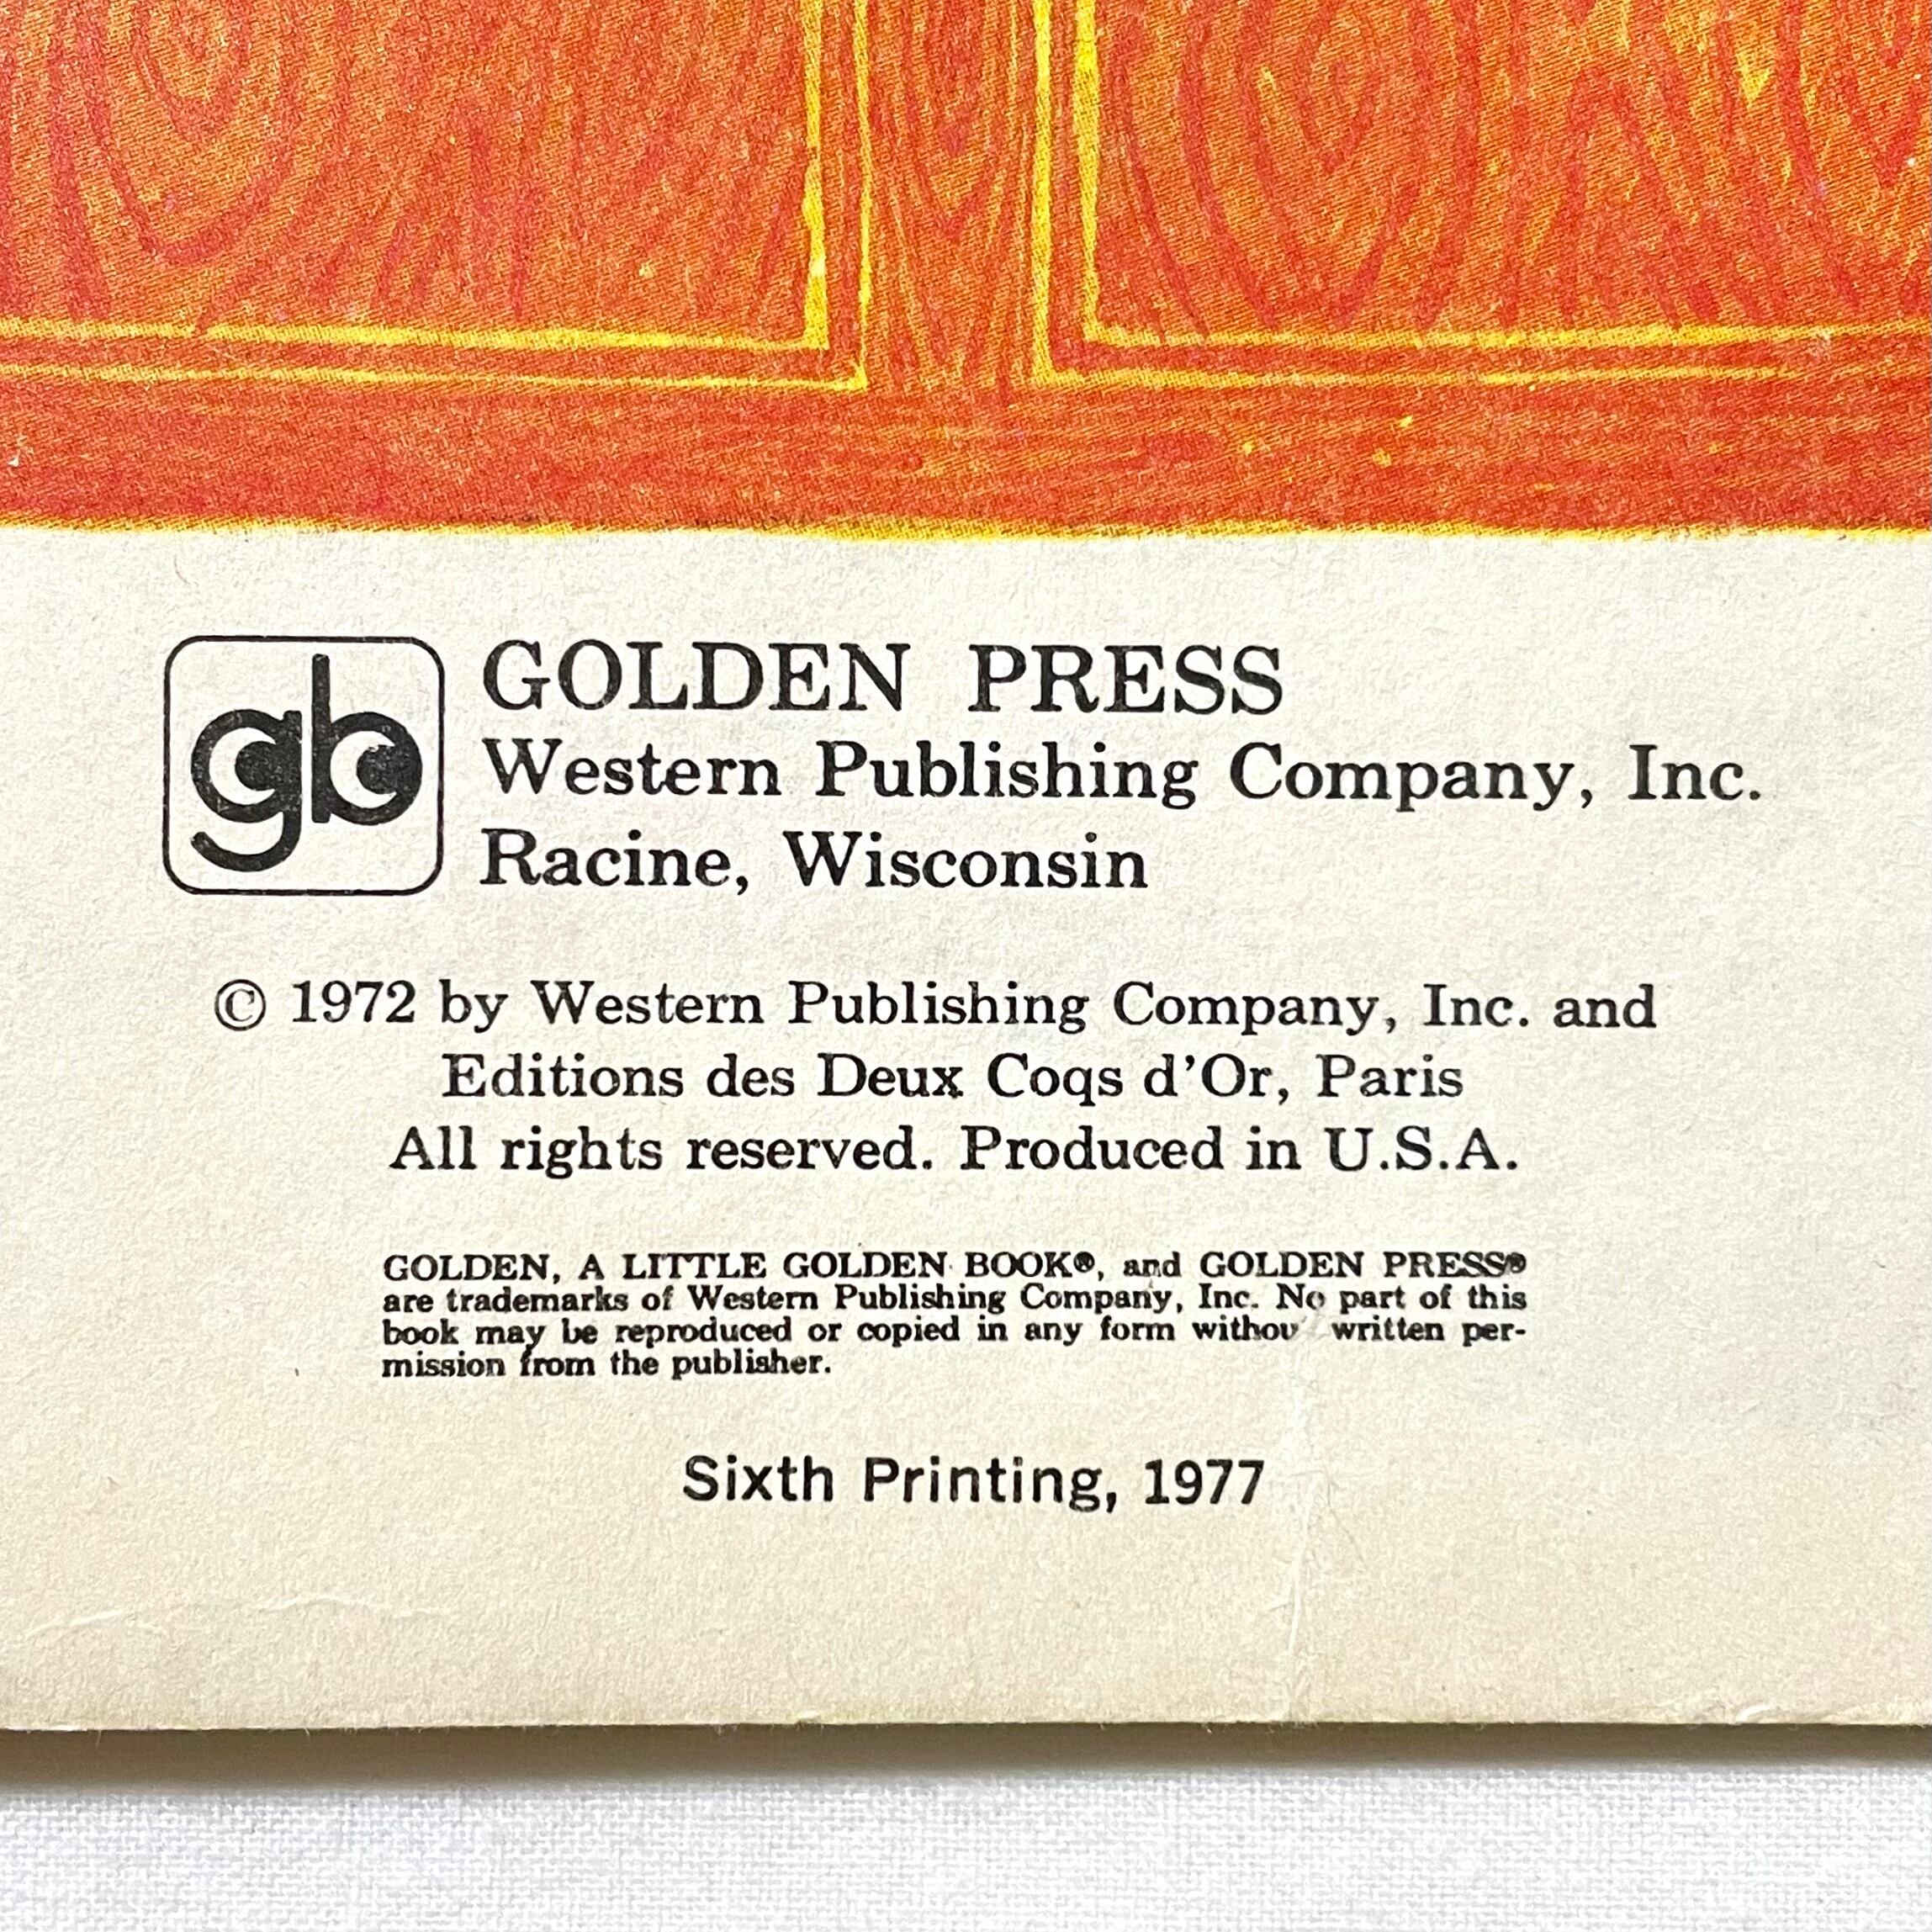 gb
GOLDEN PRESS
Western Publishing Company, Inc.
Racine, Wisconsin
© 1972 by Western Publishing Company, Inc. and
Editions des Deux Coqs d'Or, Paris
All rights reserved. Produced in U.S.A.
GOLDEN, A LITTLE GOLDEN BOOK®, and GOLDEN PRESS®
are trademarks of Western Publishing Company, Inc. No part of this
book may be reproduced or copied in any form withou written per-
mission from the publisher.
Sixth Printing, 1977